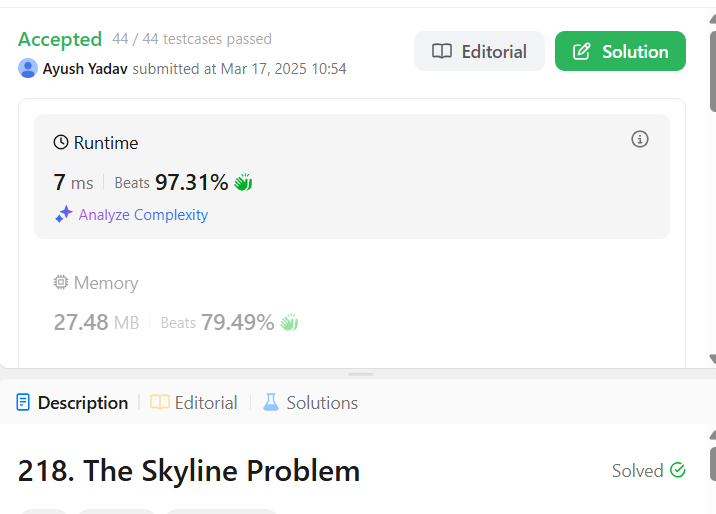 Accepted 44 / 44 testcases passed
Editorial
Solution
Ayush Yadav submitted at Mar 17, 2025 10:54
Runtime
7 ms Beats 97.31%
Analyze Complexity
Memory
27.48 MB Beats 79.49%
Description Editorial Solutions
218. The Skyline Problem
Solved